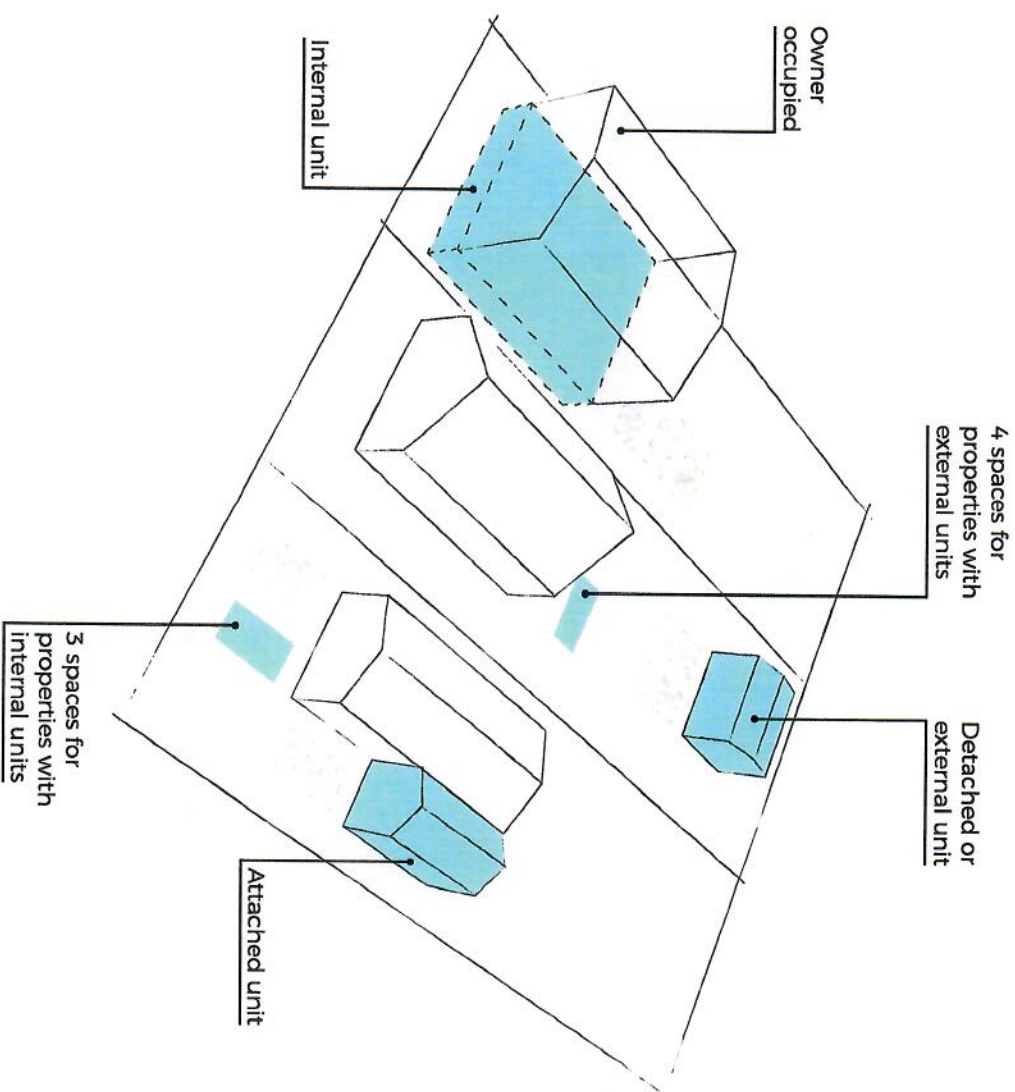 4 spaces for
properties with
external units
Detached or
external unit
Owner
occupied
Internal unit
Attached unit
3 spaces for
properties with
internal units